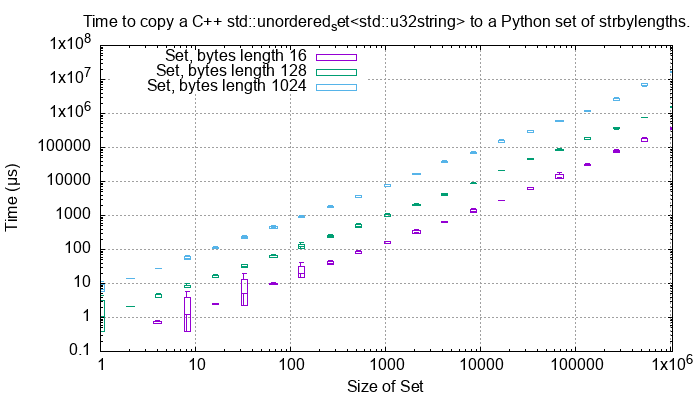 Time to copy a C++ std::unordered_set<std::u32string> to a Python set of strbylengths.
Set, bytes length 16
Set, bytes length 128
Set, bytes length 1024
1x10^8
1x10^7
1x10^6
100000
10000
1000
100
10
1
0.1
Time (µs)
1 10 100 1000 10000 100000 1x10^6
Size of Set